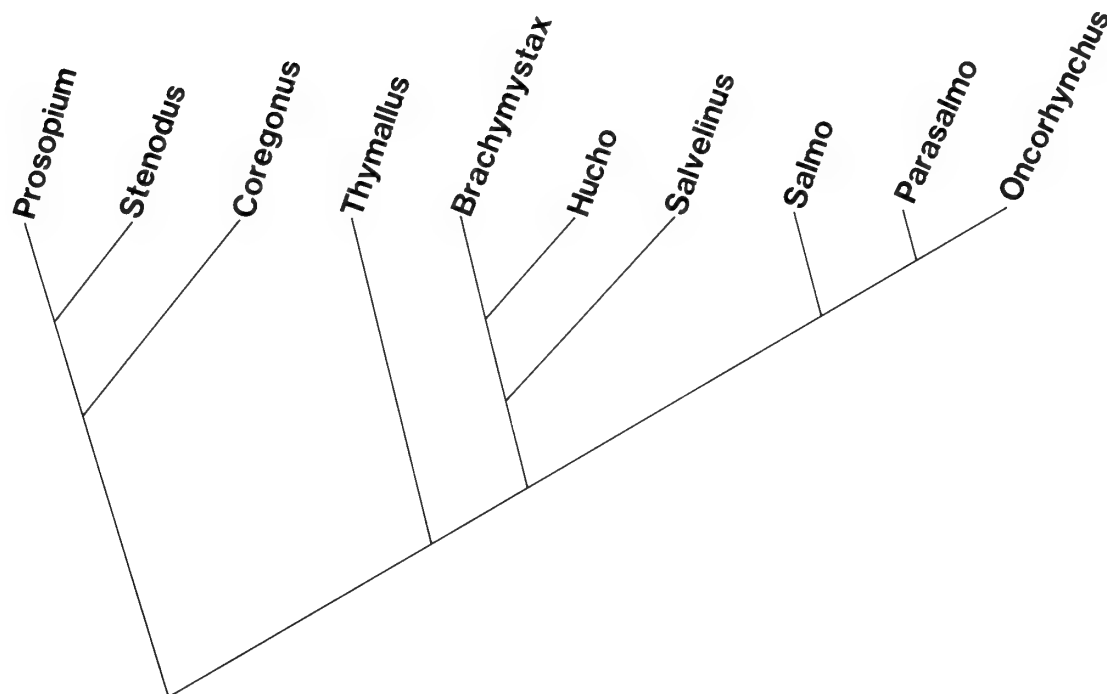 Prosopium
Stenodus
Coregonus
Thymallus
Brachymystax
Hucho
Salvelinus
Salmo
Parasalmo
Oncorhynchus